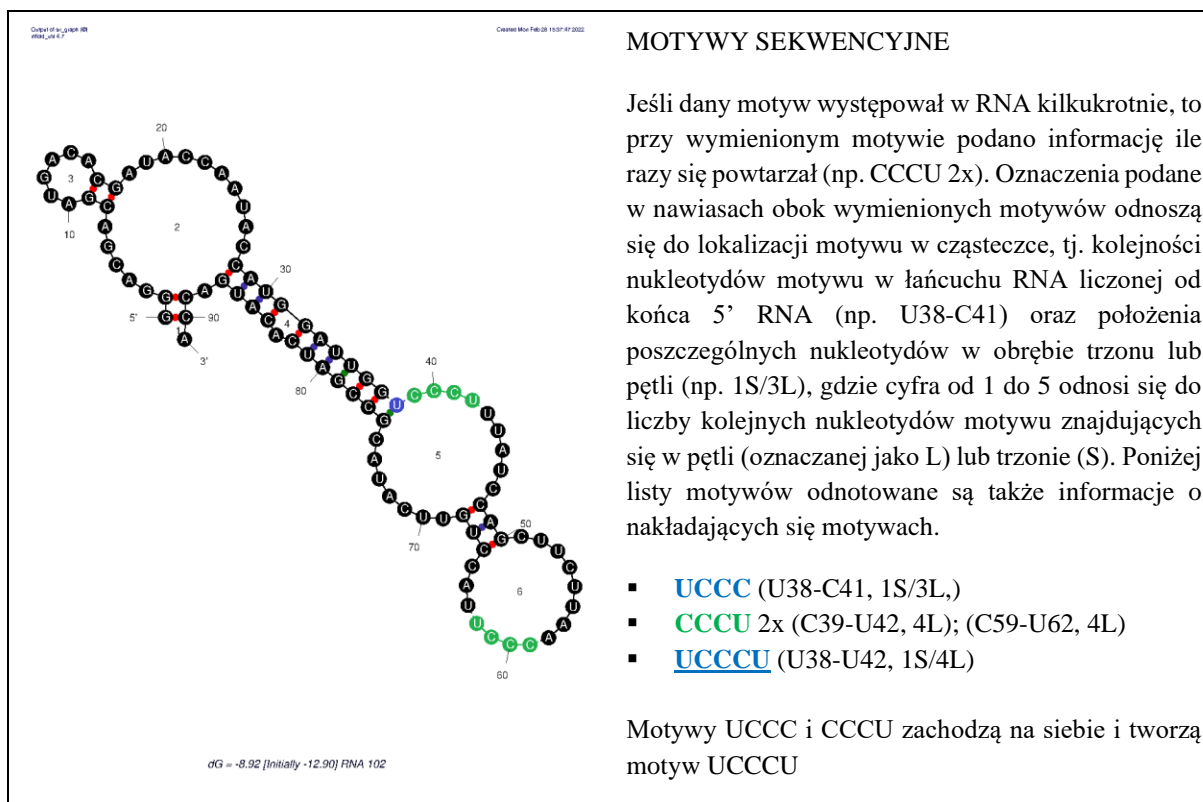 Output of sir_graph (©)
mfold_util 4.7
Created Mon Feb 28 15:37:47 2022
MOTYWY SEKWENCYJNE
Jeśli dany motyw występował w RNA kilkukrotnie, to
przy wymienionym motywie podano informację ile
razy się powtarzał (np. CCCU 2x). Oznaczenia podane
w nawiasach obok wymienionych motywów odnoszą
się do lokalizacji motywu w cząsteczce, tj. kolejności
nukleotydów motywu w łańcuchu RNA liczonej od
końca 5’ RNA (np. U38-C41) oraz położenia
poszczególnych nukleotydów w obrębie trzonu lub
pętli (np. 1S/3L), gdzie cyfra od 1 do 5 odnosi się do
liczby kolejnych nukleotydów motywu znajdujących
się w pętli (oznaczanej jako L) lub trzonie (S). Poniżej
listy motywów odnotowane są także informacje o
nakładających się motywach.
▪ UCCC (U38-C41, 1S/3L,)
▪ CCCU 2x (C39-U42, 4L); (C59-U62, 4L)
▪ UCCCU (U38-U42, 1S/4L)
Motywy UCCC i CCCU zachodzą na siebie i tworzą
motyw UCCCU
20
3
10
2
30
5'
1
90
3'
4
80
40
5
50
70
6
60
dG = -8.92 [Initially -12.90] RNA 102